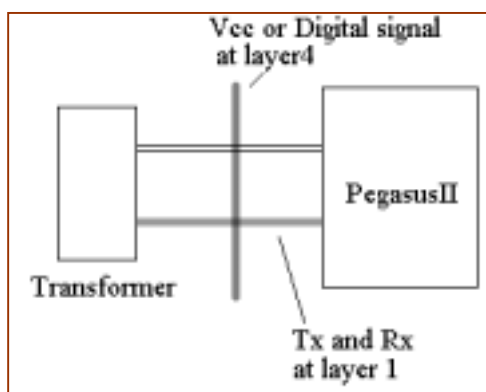 Vcc or Digital signal
at layer4
PegasusII
Transformer
Tx and Rx
at layer 1